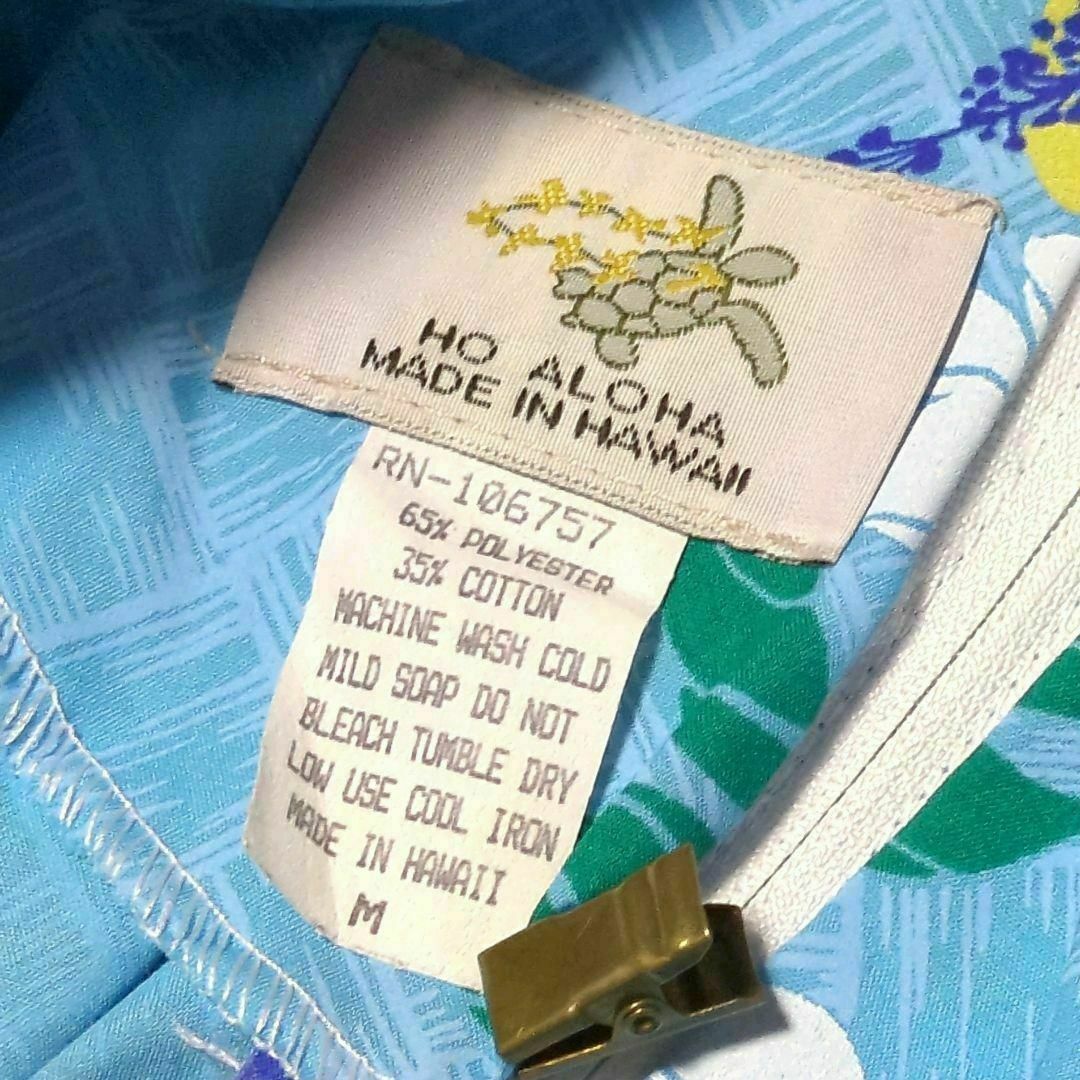 HO ALOHA
MADE IN HAWAII
RN-106757
65% POLYESTER
35% COTTON
MACHINE WASH COLD
MILD SOAP DO NOT
BLEACH TUMBLE DRY
LOW USE COOL IRON
MADE IN HAWAII
M